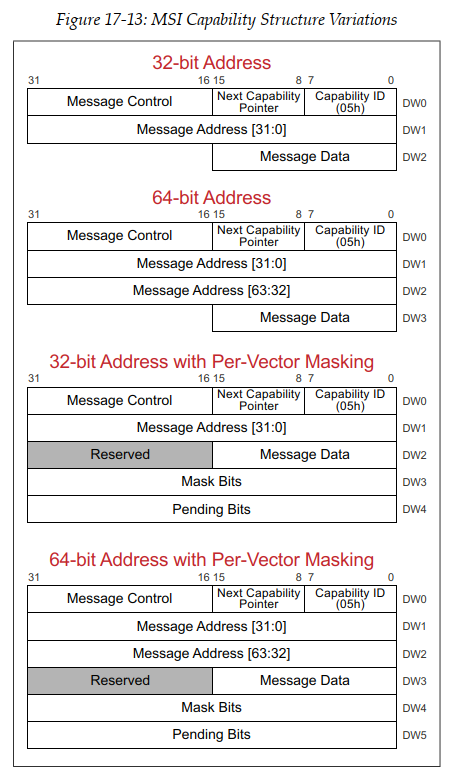 Figure 17-13: MSI Capability Structure Variations
32-bit Address
31 16 15 8 7 0
Message Control Next Capability Pointer Capability ID (05h) DW0
Message Address [31:0] DW1
Message Data DW2
64-bit Address
31 16 15 8 7 0
Message Control Next Capability Pointer Capability ID (05h) DW0
Message Address [31:0] DW1
Message Address [63:32] DW2
Message Data DW3
32-bit Address with Per-Vector Masking
31 16 15 8 7 0
Message Control Next Capability Pointer Capability ID (05h) DW0
Message Address [31:0] DW1
Reserved Message Data DW2
Mask Bits DW3
Pending Bits DW4
64-bit Address with Per-Vector Masking
31 16 15 8 7 0
Message Control Next Capability Pointer Capability ID (05h) DW0
Message Address [31:0] DW1
Message Address [63:32] DW2
Reserved Message Data DW3
Mask Bits DW4
Pending Bits DW5